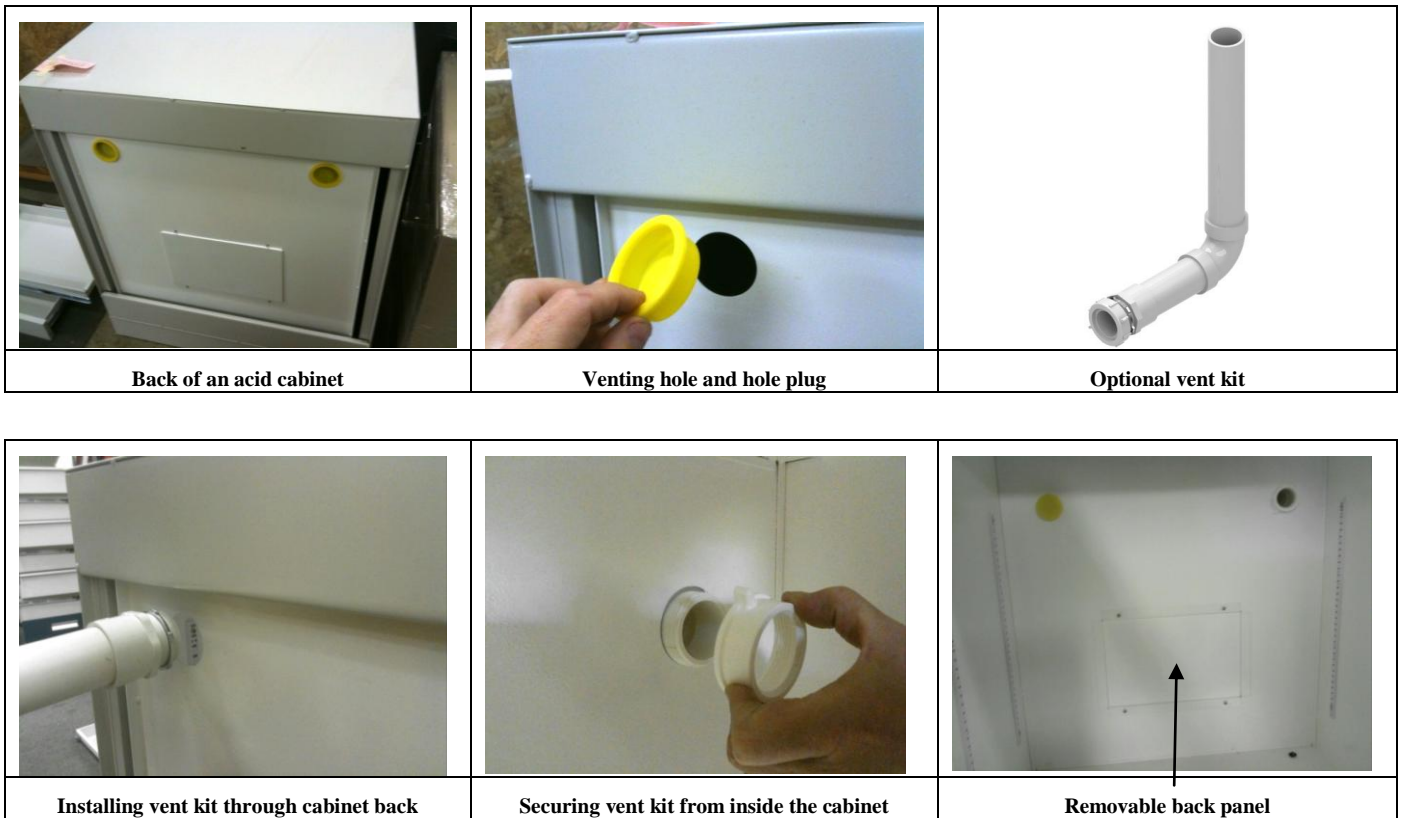 Back of an acid cabinet
Venting hole and hole plug
Optional vent kit
Installing vent kit through cabinet back
Securing vent kit from inside the cabinet
Removable back panel